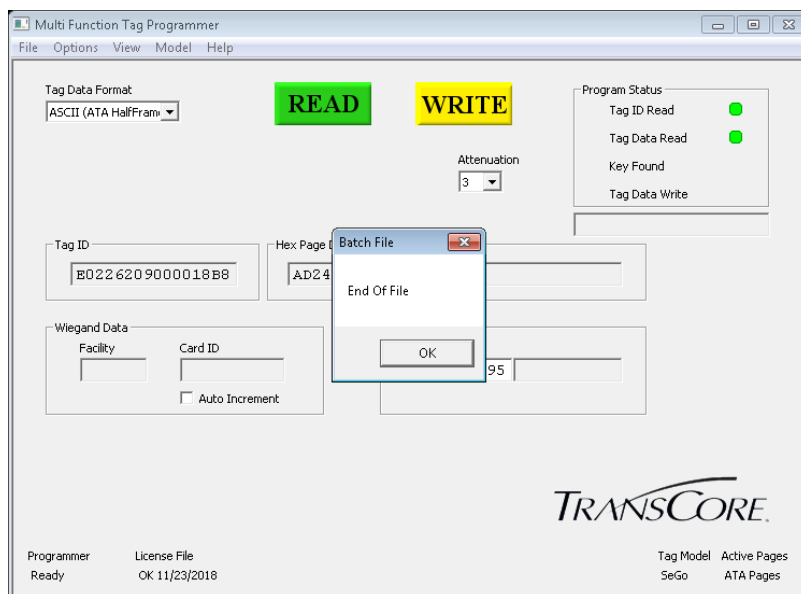 Multi Function Tag Programmer
File Options View Model Help
Tag Data Format
ASCII (ATA HalfFram
READ
WRITE
Attenuation
3
Program Status
Tag ID Read
Tag Data Read
Key Found
Tag Data Write
Tag ID
E0226209000018B8
Hex Page D
AD24
Batch File
End Of File
OK
Wiegand Data
Facility
Card ID
Auto Increment
95
TRANSCORE
Programmer
Ready
License File
OK 11/23/2018
Tag Model
SeGo
Active Pages
ATA Pages